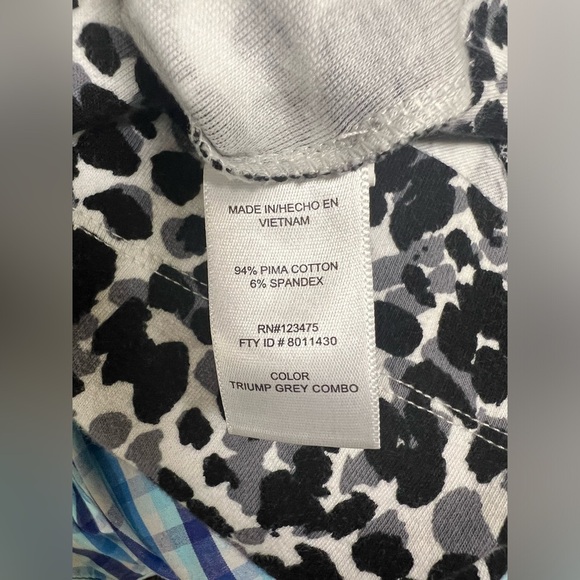 MADE IN/HECHO EN
VIETNAM
94% PIMA COTTON
6% SPANDEX
RN#123475
FTY ID # 8011430
COLOR
TRIUMP GREY COMBO